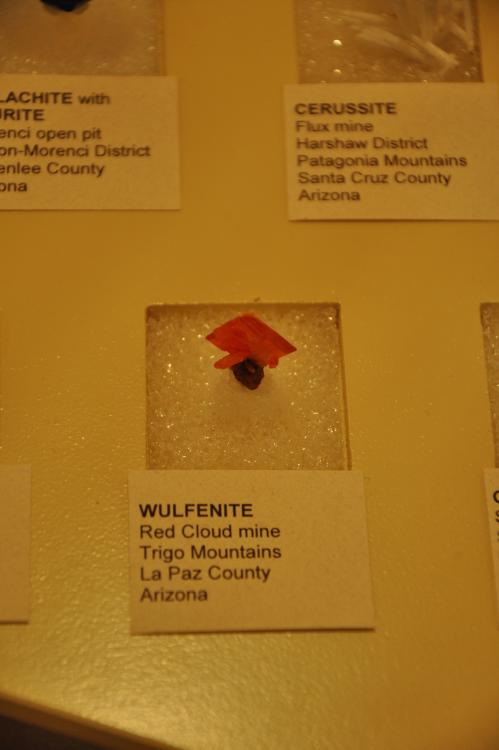 LACHITE with
RITE
enci open pit
on-Morenci District
enlee County
ona
CERUSSITE
Flux mine
Harshaw District
Patagonia Mountains
Santa Cruz County
Arizona
WULFENITE
Red Cloud mine
Trigo Mountains
La Paz County
Arizona